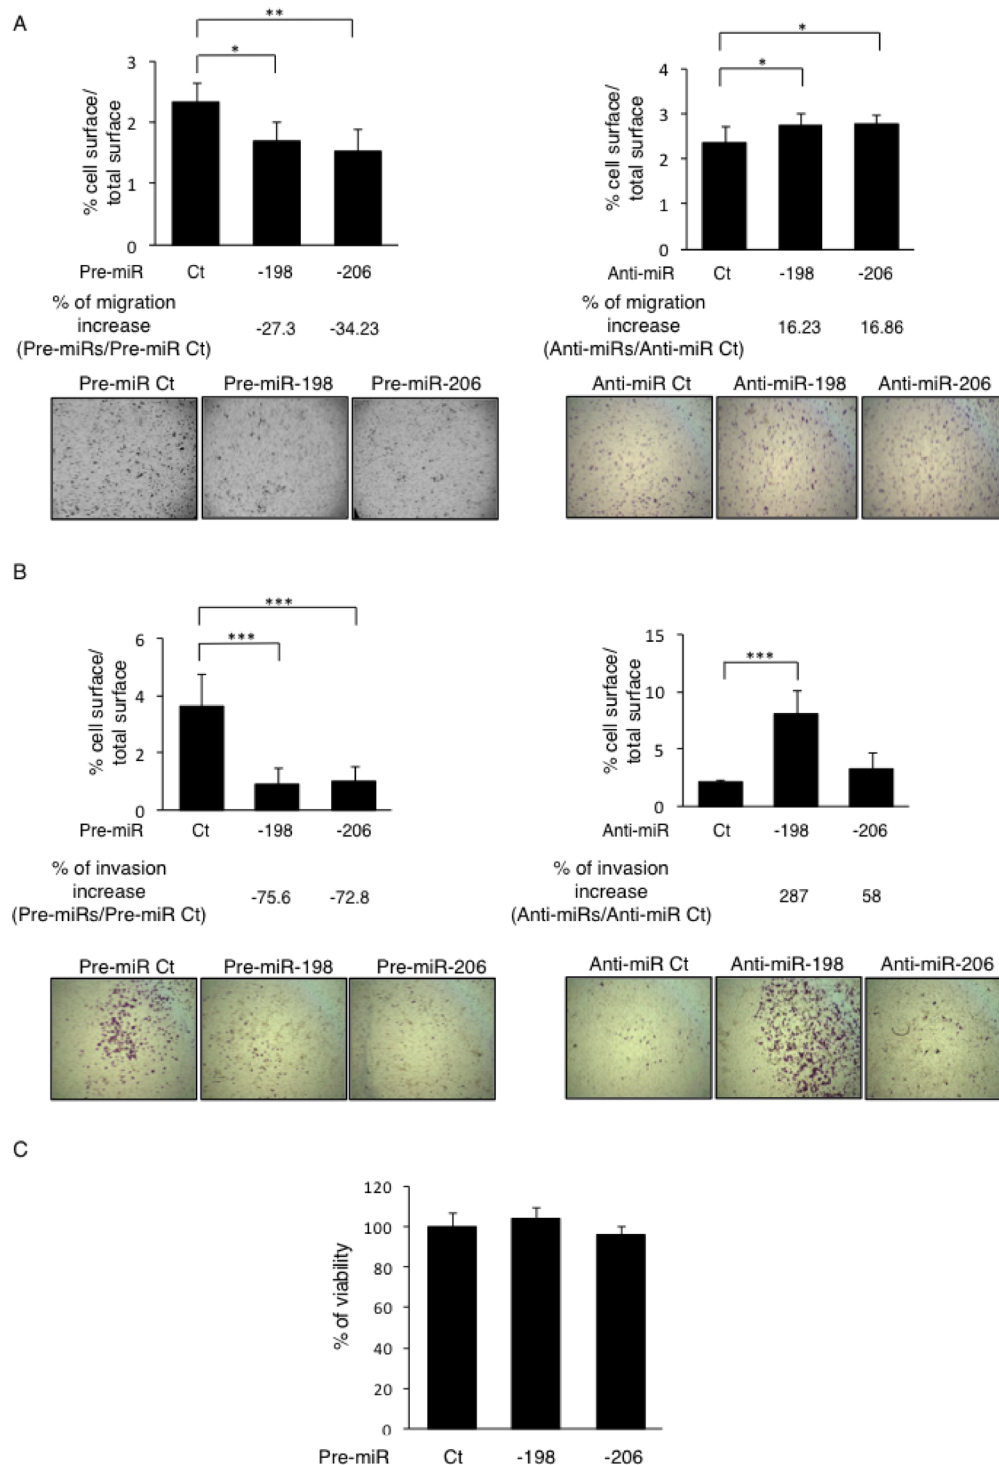 A
**
*
3
2
1
0
% cell surface/
total surface
Pre-miR Ct -198 -206
% of migration
increase
(Pre-miRs/Pre-miR Ct)
-27.3 -34.23
Pre-miR Ct Pre-miR-198 Pre-miR-206
*
*
4
3
2
1
0
% cell surface/
total surface
Anti-miR Ct -198 -206
% of migration
increase
(Anti-miRs/Anti-miR Ct)
16.23 16.86
Anti-miR Ct Anti-miR-198 Anti-miR-206
B
***
***
6
4
2
0
% cell surface/
total surface
Pre-miR Ct -198 -206
% of invasion
increase
(Pre-miRs/Pre-miR Ct)
-75.6 -72.8
Pre-miR Ct Pre-miR-198 Pre-miR-206
***
15
10
5
0
% cell surface/
total surface
Anti-miR Ct -198 -206
% of invasion
increase
(Anti-miRs/Anti-miR Ct)
287 58
Anti-miR Ct Anti-miR-198 Anti-miR-206
C
120
100
80
60
40
20
0
% of viability
Pre-miR Ct -198 -206